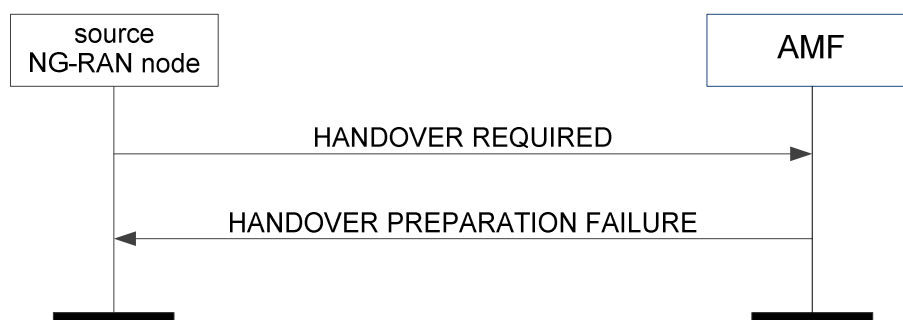 source
NG-RAN node
AMF
HANDOVER REQUIRED
HANDOVER PREPARATION FAILURE